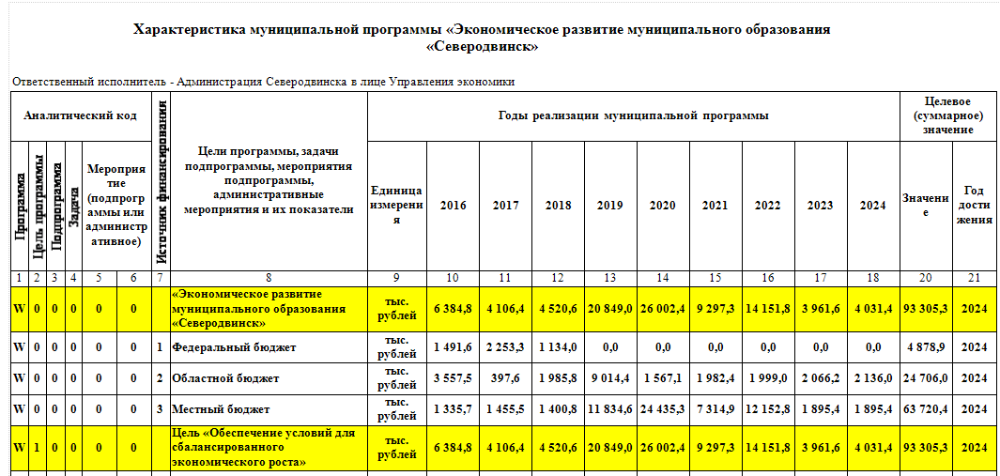 Характеристика муниципальной программы «Экономическое развитие муниципального образования
«Северодвинск»
Ответственный исполнитель - Администрация Северодвинска в лице Управления экономики
Аналитический код
Источник финансирования
Цели программы, задачи
подпрограммы, мероприятия
подпрограммы,
административные
мероприятия и их показатели
Годы реализации муниципальной программы
Целевое
(суммарное)
значение
Программа
Цель программы
Подпрограмма
Задача
Мероприя
тие
(подпрогр
аммы или
администр
ативное)
Единица
измерени
я
2016
2017
2018
2019
2020
2021
2022
2023
2024
Значени
е
Год
дости
жения
1 2 3 4 5 6 7 8 9 10 11 12 13 14 15 16 17 18 20 21
W 0 0 0 0 0
«Экономическое развитие
муниципального образования
«Северодвинск»
тыс.
рублей
6 384,8 4 106,4 4 520,6 20 849,0 26 002,4 9 297,3 14 151,8 3 961,6 4 031,4 93 305,3 2024
W 0 0 0 0 0 1 Федеральный бюджет
тыс.
рублей
1 491,6 2 253,3 1 134,0 0,0 0,0 0,0 0,0 0,0 0,0 4 878,9 2024
W 0 0 0 0 0 2 Областной бюджет
тыс.
рублей
3 557,5 397,6 1 985,8 9 014,4 1 567,1 1 982,4 1 999,0 2 066,2 2 136,0 24 706,0 2024
W 0 0 0 0 0 3 Местный бюджет
тыс.
рублей
1 335,7 1 455,5 1 400,8 11 834,6 24 435,3 7 314,9 12 152,8 1 895,4 1 895,4 63 720,4 2024
W 1 0 0 0 0
Цель «Обеспечение условий для
сбалансированного
экономического роста»
тыс.
рублей
6 384,8 4 106,4 4 520,6 20 849,0 26 002,4 9 297,3 14 151,8 3 961,6 4 031,4 93 305,3 2024